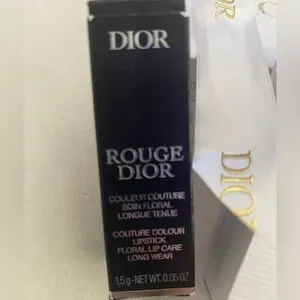 DIOR
ROUGE
DIOR
COULEUR COUTURE
SOIN FLORAL
LONGUE TENUE
COUTURE COLOUR
LIPSTICK
FLORAL LIP CARE
LONG WEAR
1,5 g - NET WT. 0.05 OZ
DIOR
DIOR